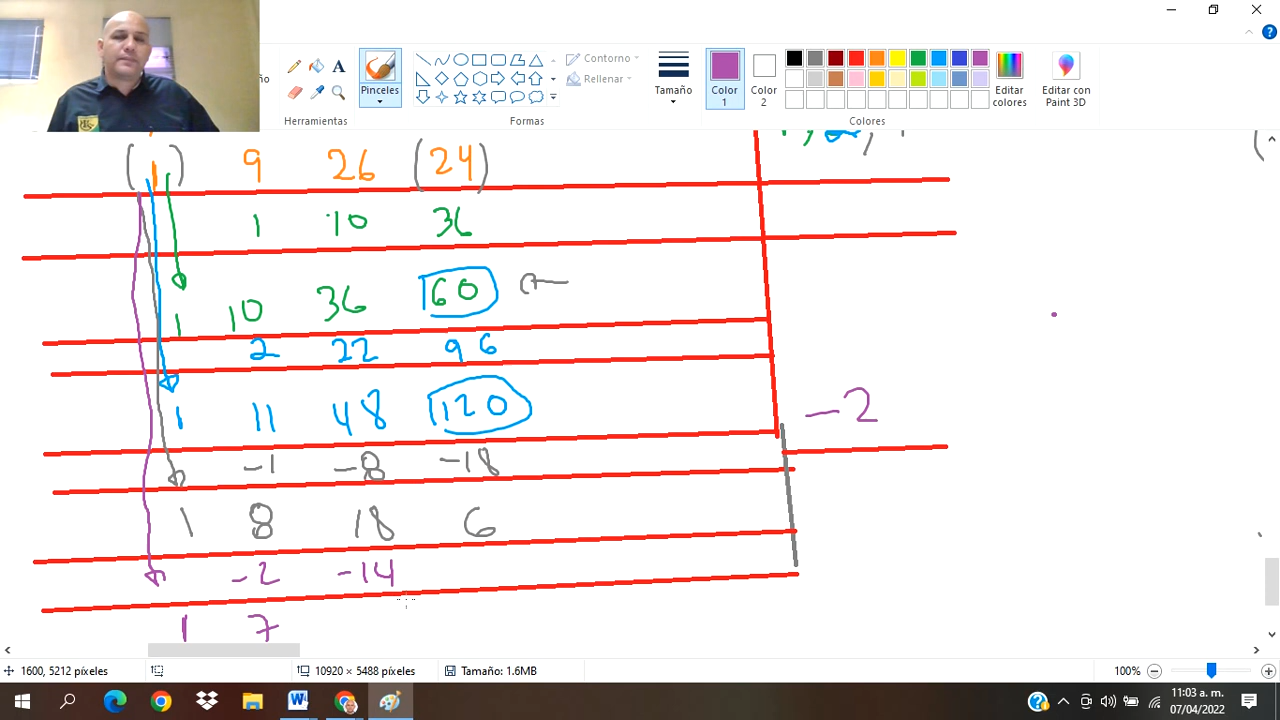 Contorno
Rellenar
Pinceles
Tamaño
Color 1
Color 2
Editar colores
Editar con Paint 3D
Herramientas
Formas
Colores
( 1 ) 9 26 (24)
1 10 36
1 10 36 60
2 22 96
1 11 48 120
-2
-1 -8 -18
1 8 18 6
-2 -14
1 7
1600, 5212 píxeles
10920 × 5488 píxeles
Tamaño: 1.6MB
100%
11:03 a. m.
07/04/2022